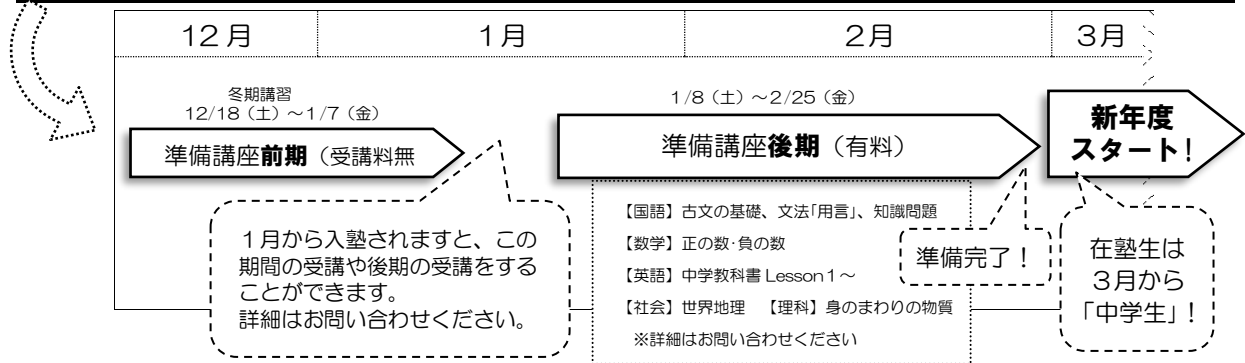 12月
1月
2月
3月
冬期講習
12/18（土）～1/7（金）
準備講座前期（受講料無
1/8（土）～2/25（金）
準備講座後期（有料）
新年度
スタート！
1月から入塾されますと、この
期間の受講や後期の受講をする
ことができます。
詳細はお問い合わせください。
【国語】古文の基礎、文法「用言」、知識問題
【数学】正の数・負の数
【英語】中学教科書 Lesson1～
【社会】世界地理　【理科】身のまわりの物質
※詳細はお問い合わせください
準備完了！
在塾生は
3月から
「中学生」！